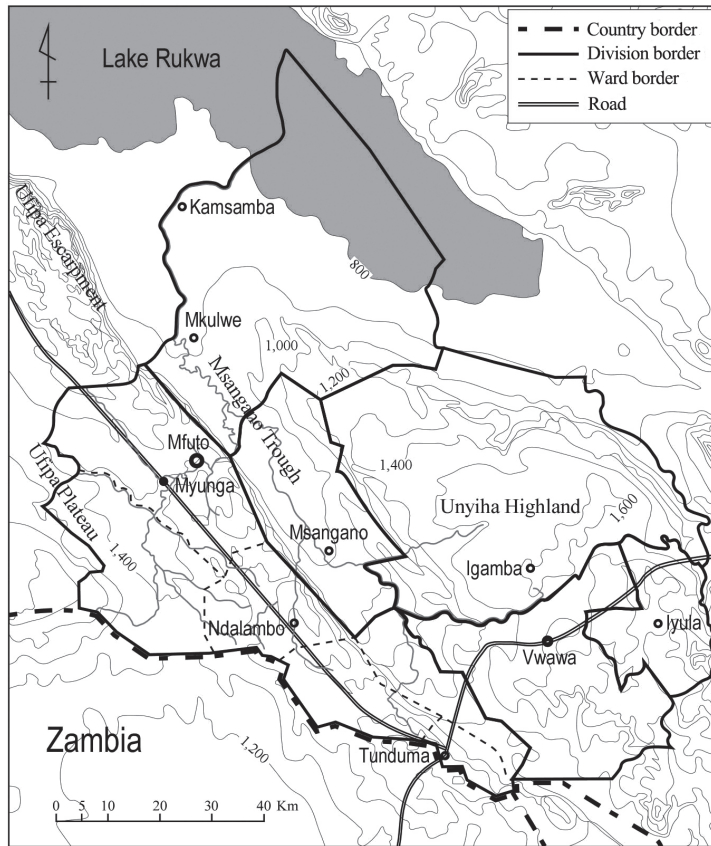 Country border
Division border
Ward border
Road
Lake Rukwa
Kamsamba
Ufipa Escarpment
800
Mkulwe
1,000
Msangano Trough
1,200
Mfuto
Myunga
Ufipa Plateau
1,400
Unyiha Highland
1,600
1,400
Msangano
Igamba
Ndalambo
Iyula
Vwawa
Zambia
1,200
Tunduma
0 5 10 20 30 40 Km